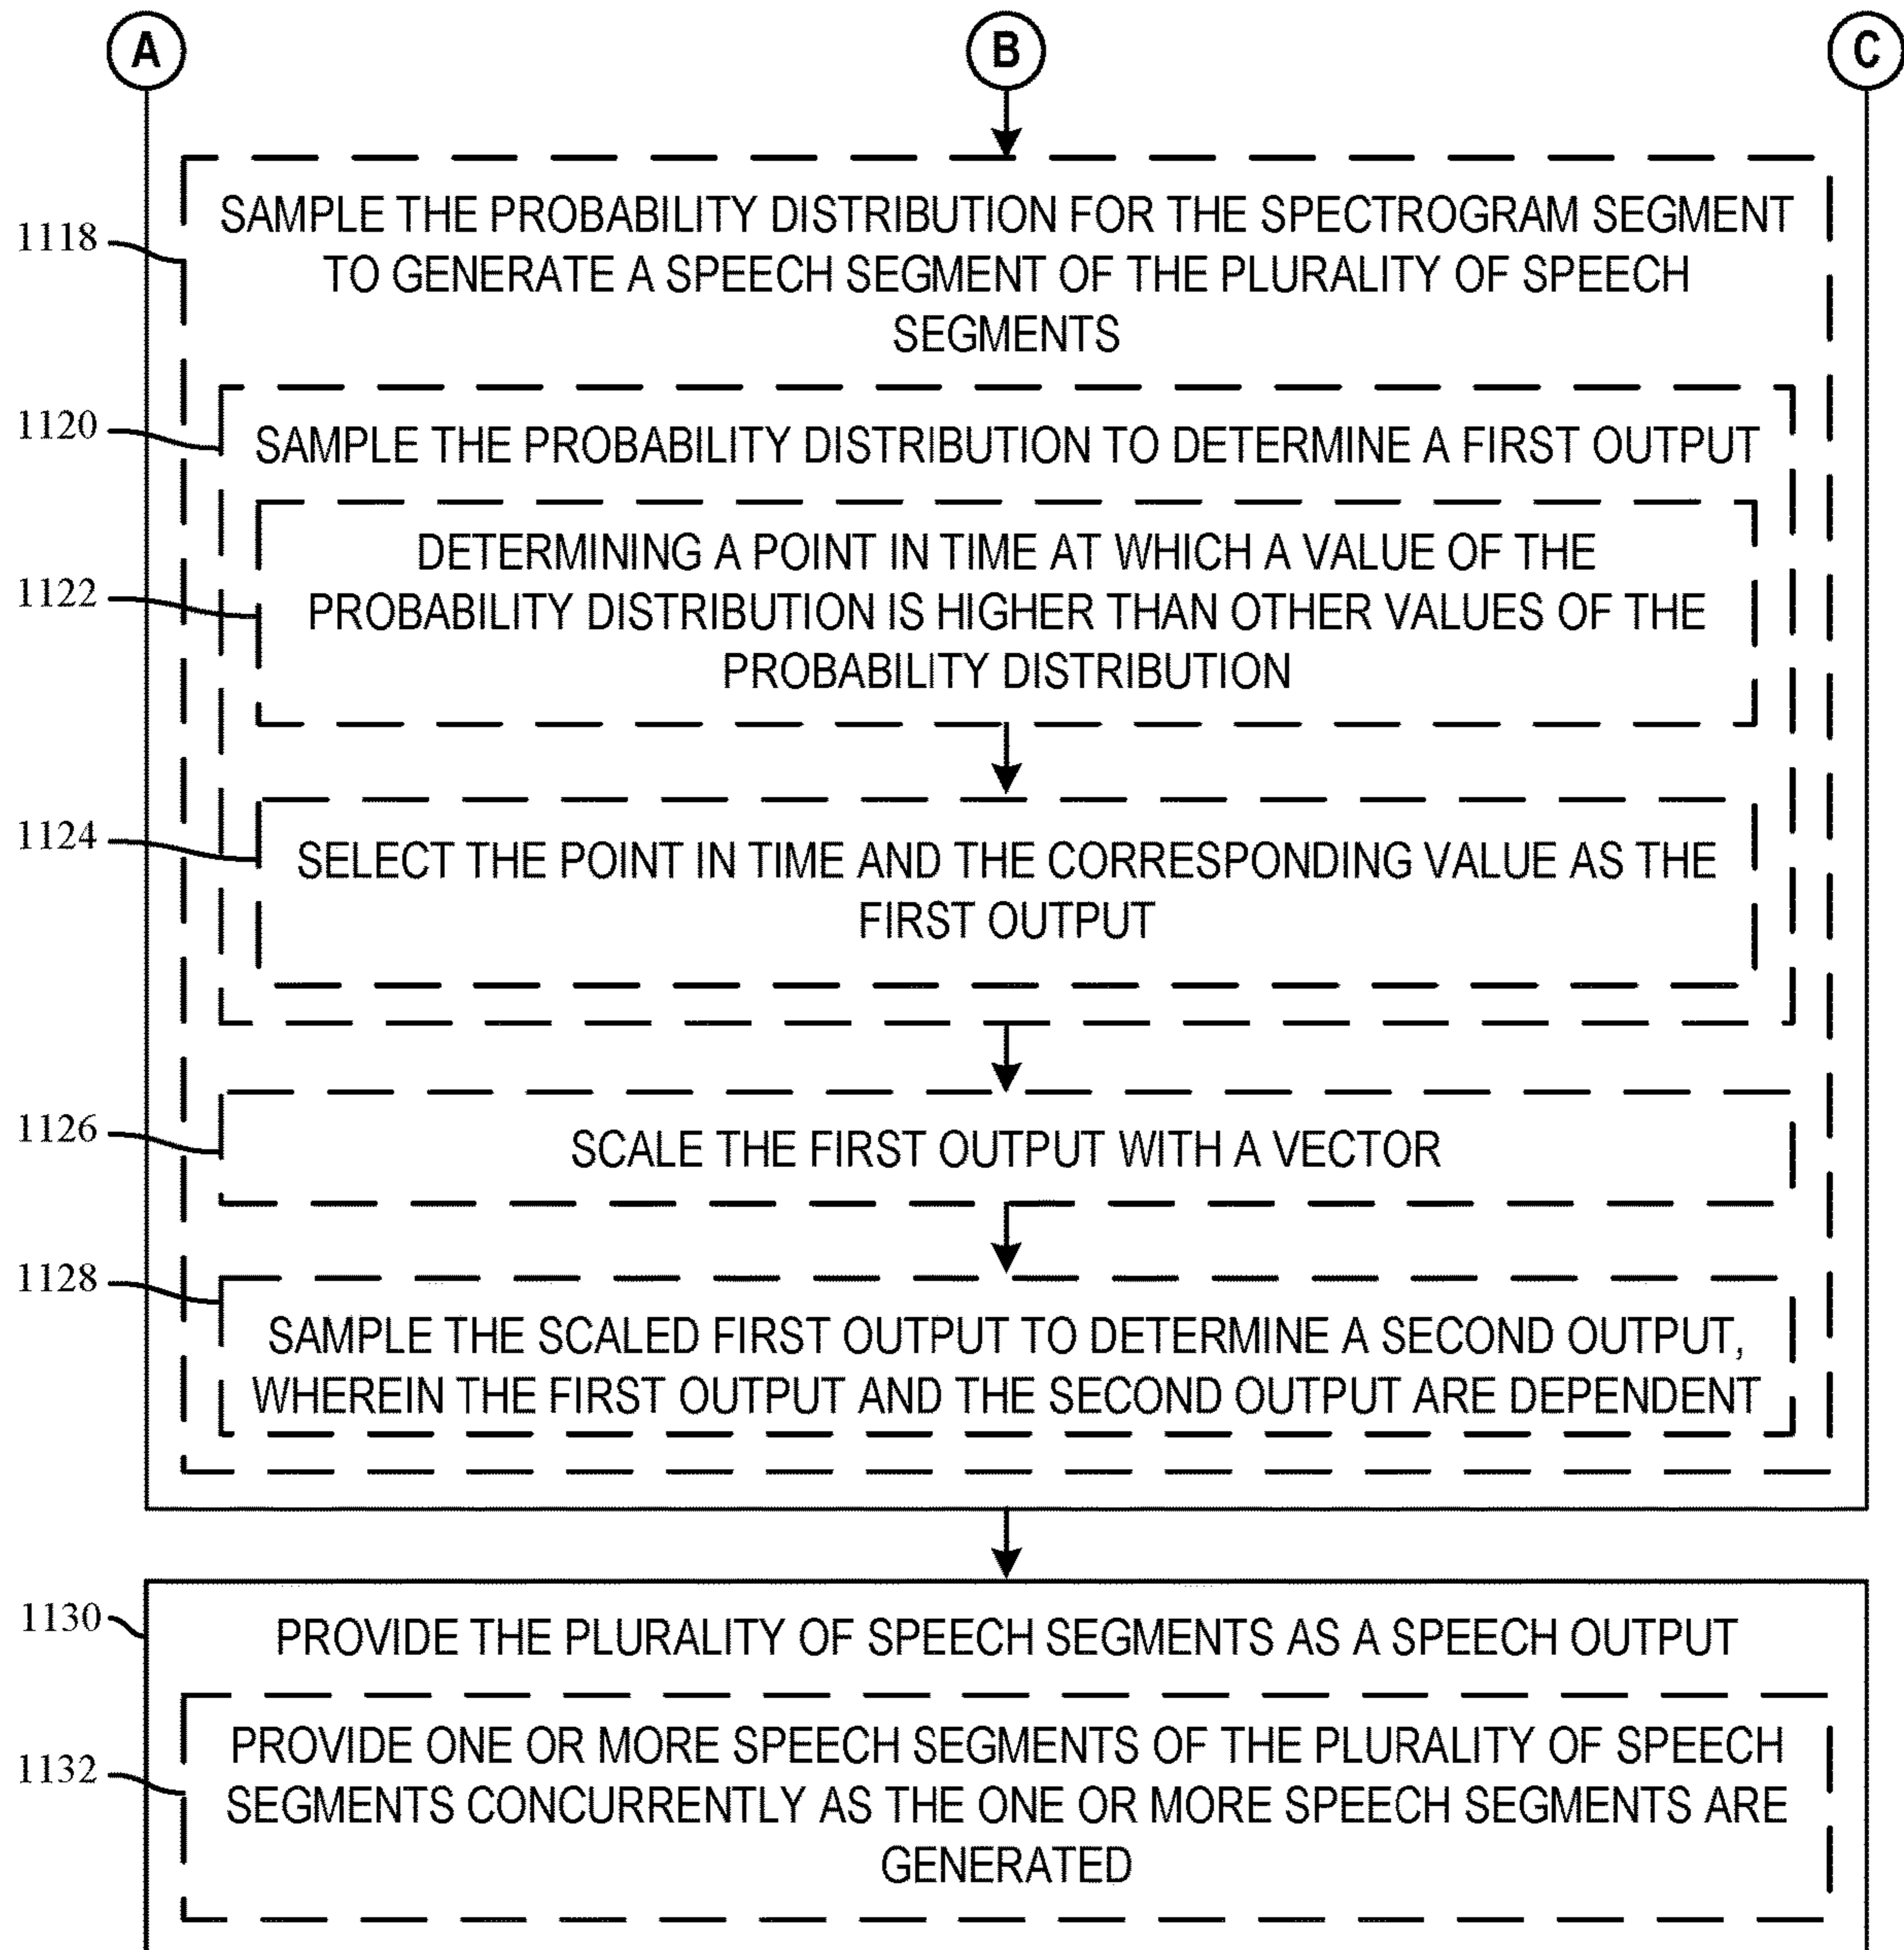 A
B
C
1118
SAMPLE THE PROBABILITY DISTRIBUTION FOR THE SPECTROGRAM SEGMENT
TO GENERATE A SPEECH SEGMENT OF THE PLURALITY OF SPEECH
SEGMENTS
1120
SAMPLE THE PROBABILITY DISTRIBUTION TO DETERMINE A FIRST OUTPUT
1122
DETERMINING A POINT IN TIME AT WHICH A VALUE OF THE
PROBABILITY DISTRIBUTION IS HIGHER THAN OTHER VALUES OF THE
PROBABILITY DISTRIBUTION
1124
SELECT THE POINT IN TIME AND THE CORRESPONDING VALUE AS THE
FIRST OUTPUT
1126
SCALE THE FIRST OUTPUT WITH A VECTOR
1128
SAMPLE THE SCALED FIRST OUTPUT TO DETERMINE A SECOND OUTPUT,
WHEREIN THE FIRST OUTPUT AND THE SECOND OUTPUT ARE DEPENDENT
1130
PROVIDE THE PLURALITY OF SPEECH SEGMENTS AS A SPEECH OUTPUT
1132
PROVIDE ONE OR MORE SPEECH SEGMENTS OF THE PLURALITY OF SPEECH
SEGMENTS CONCURRENTLY AS THE ONE OR MORE SPEECH SEGMENTS ARE
GENERATED